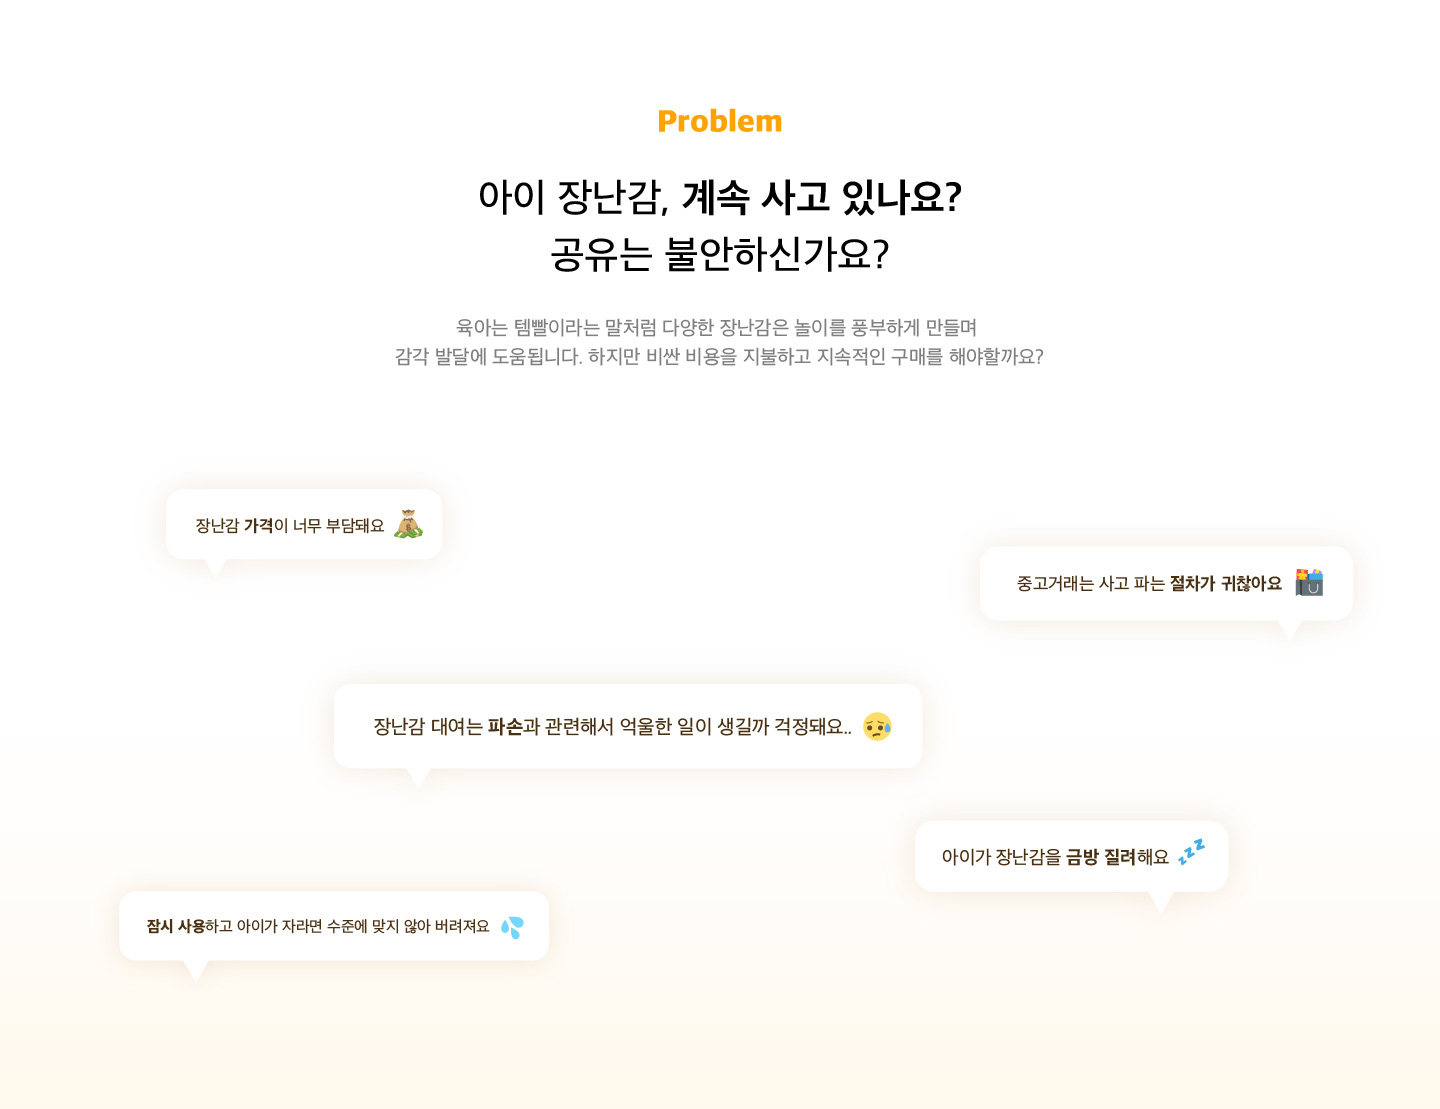 Problem
아이 장난감, 계속 사고 있나요?
공유는 불안하신가요?
육아는 템빨이라는 말처럼 다양한 장난감은 놀이를 풍부하게 만들며
감각 발달에 도움됩니다. 하지만 비싼 비용을 지불하고 지속적인 구매를 해야할까요?
장난감 가격이 너무 부담돼요
중고거래는 사고 파는 절차가 귀찮아요
장난감 대여는 파손과 관련해서 억울한 일이 생길까 걱정돼요..
아이가 장난감을 금방 질려해요
잠시 사용하고 아이가 자라면 수준에 맞지 않아 버려져요